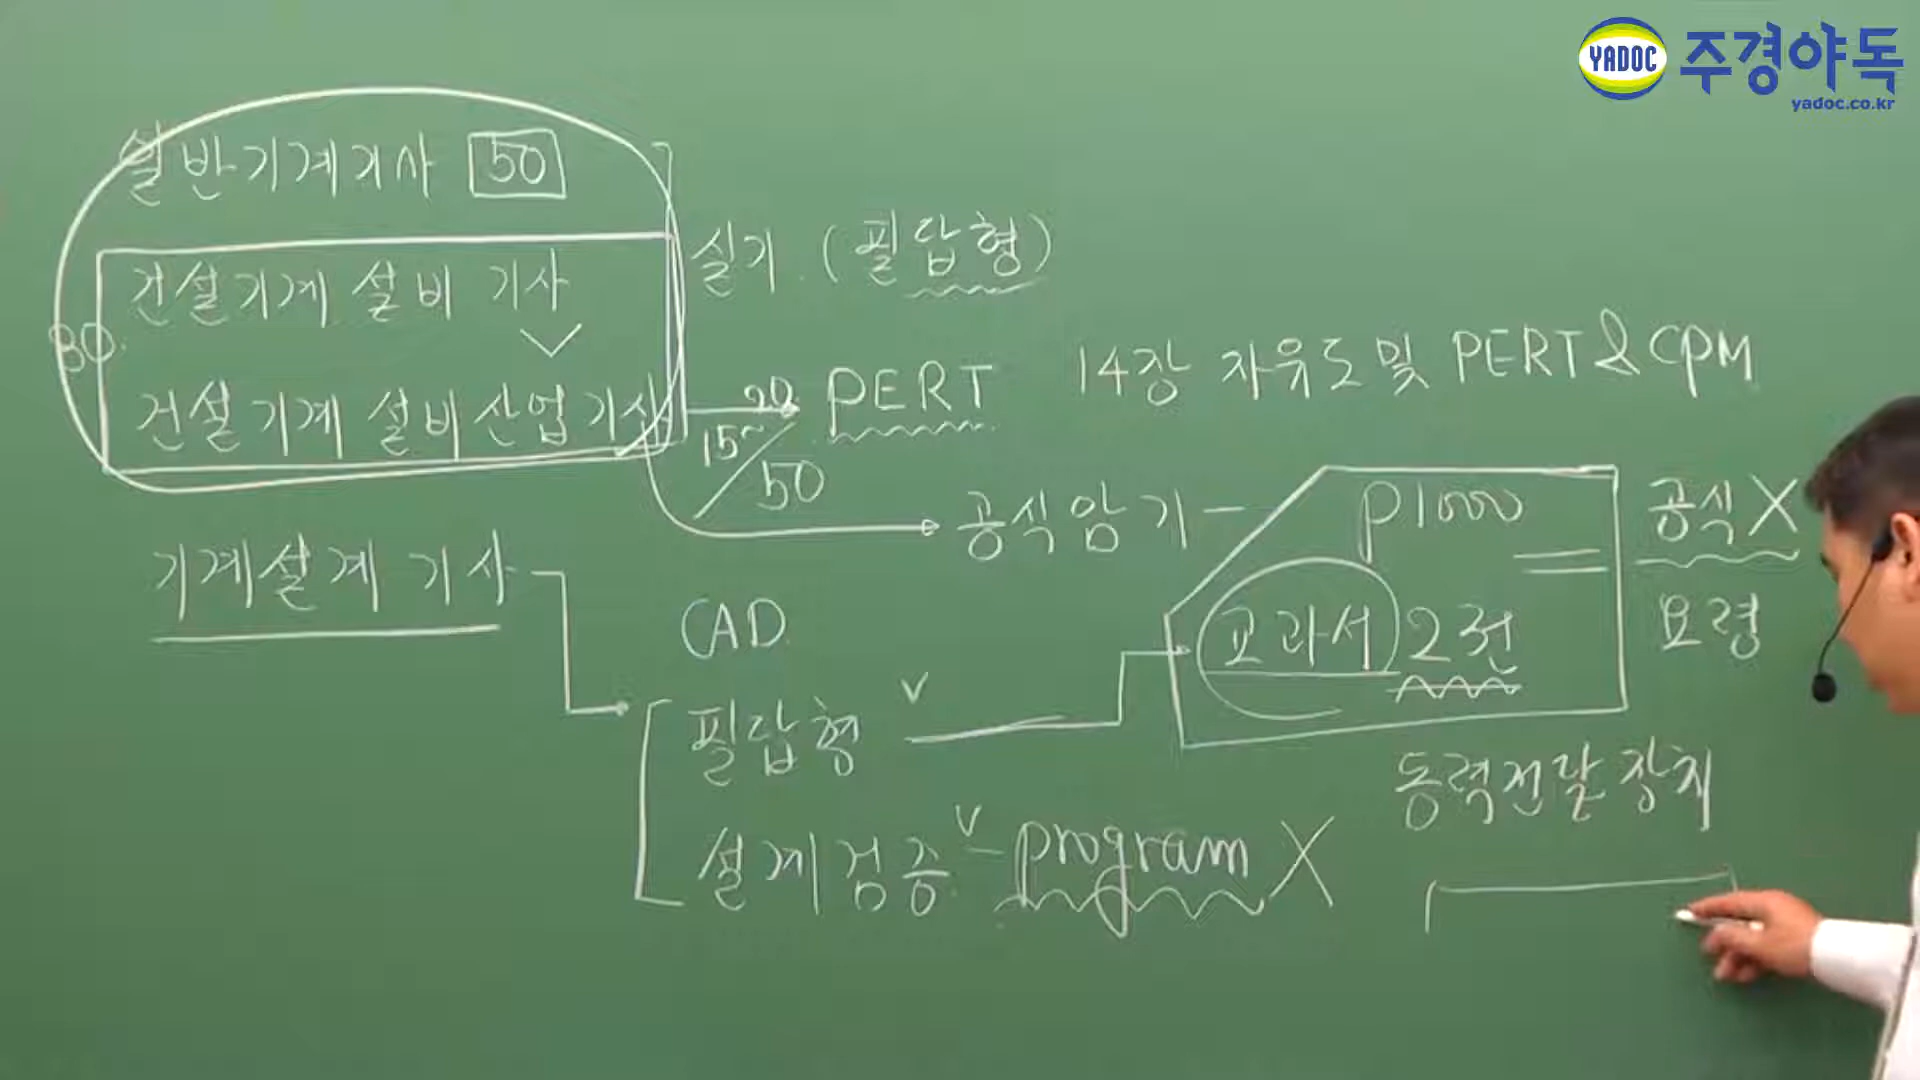 YADOC 주경야독
yadoc.co.kr
일반기계기사 50
실기 (필답형)
건설기계 설비 기사
30
건설기계 설비산업기사
20
15~
50
PERT
14장 자유도 및 PERT & CPM
공식암기
P1000
공식 X
교과서 2권
요령
기계설계 기사
CAD
필답형
동력전달장치
설계검증 - program X